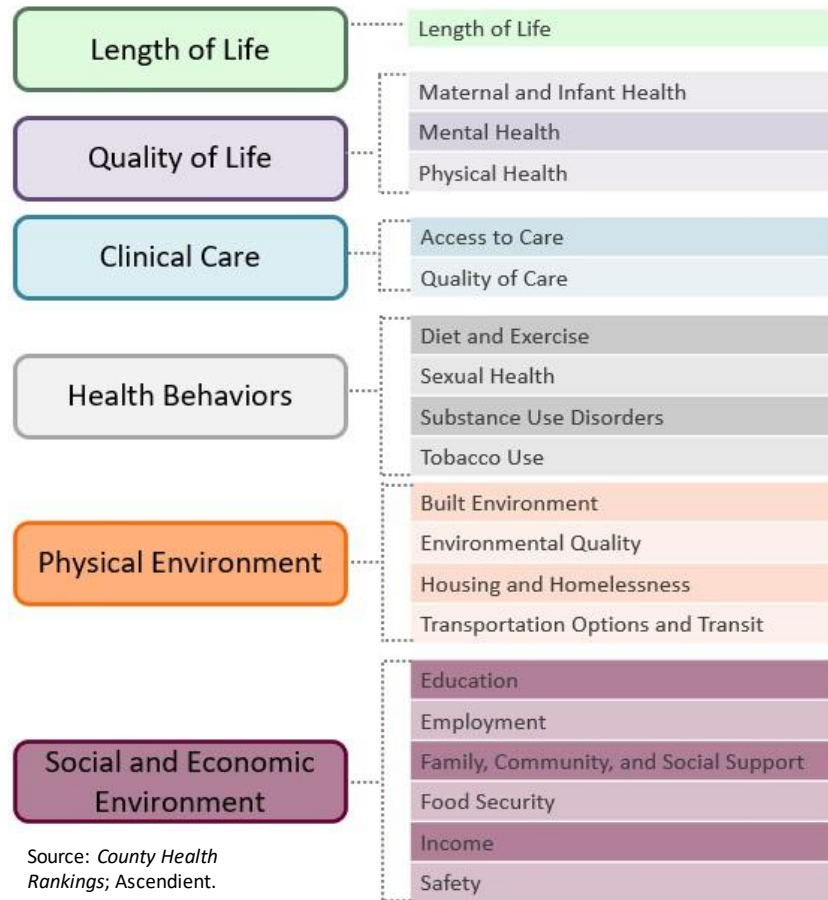 Length of Life
Length of Life
Quality of Life
Maternal and Infant Health
Mental Health
Physical Health
Clinical Care
Access to Care
Quality of Care
Health Behaviors
Diet and Exercise
Sexual Health
Substance Use Disorders
Tobacco Use
Physical Environment
Built Environment
Environmental Quality
Housing and Homelessness
Transportation Options and Transit
Social and Economic
Environment
Education
Employment
Family, Community, and Social Support
Food Security
Income
Safety
Source: County Health
Rankings; Ascendient.